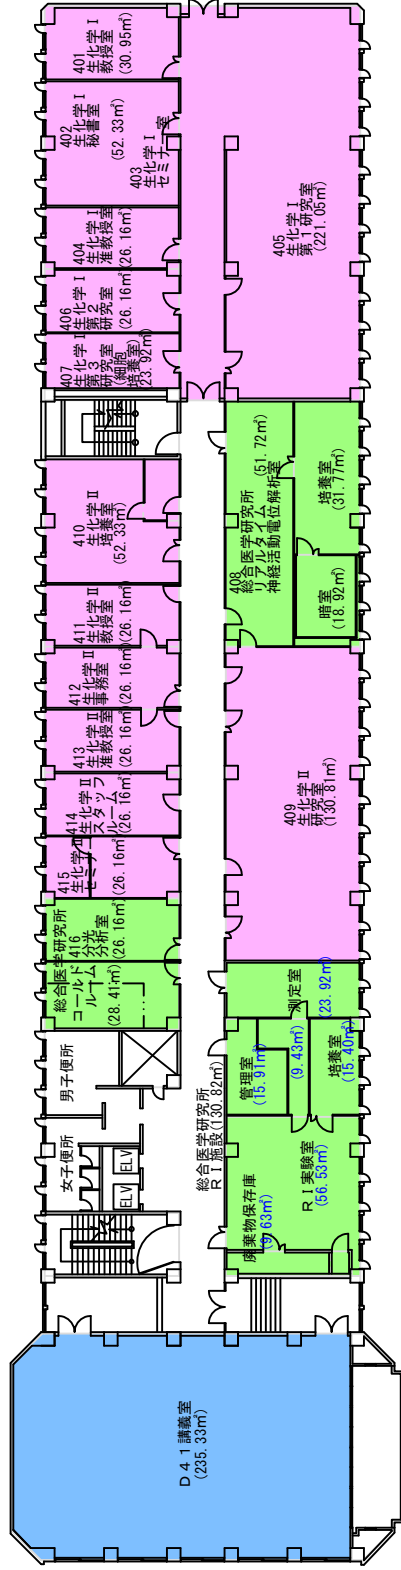 401
生化学Ⅰ
教授室
(30.95㎡)
402
生化学Ⅰ
秘書室
(52.33㎡)
403
生化学Ⅰ
セミナー室
404
生化学Ⅰ
准教授室
(26.16㎡)
406
生化学Ⅰ
第2
研究室
(26.16㎡)
407
生化学Ⅰ
第3
研究室
(細胞
培養室)
(23.92㎡)
405
生化学Ⅰ
第1研究室
(221.05㎡)
410
生化学Ⅱ
培養室
(52.33㎡)
408
総合医学研究所
リアルタイム
神経活動電位解析室
(51.72㎡)
培養室
(31.77㎡)
暗室
(18.92㎡)
411
生化学Ⅱ
教授室
(26.16㎡)
412
生化学Ⅱ
事務室
(26.16㎡)
413
生化学Ⅱ
准教授室
(26.16㎡)
414
生化学Ⅱ
スタッフ
ルーム
(26.16㎡)
415
生化学Ⅱ
セミナー
(26.16㎡)
409
生化学Ⅱ
研究室
(130.81㎡)
総合医学研究所
416
分光
分析室
(26.16㎡)
コールド
ルーム
(28.41㎡)
男子便所
女子便所
ELV
ELV
総合医学研究所
RI施設(130.82㎡)
測定室
(23.92㎡)
管理室
(15.91㎡)
(9.43㎡)
培養室
(15.40㎡)
RI実験室
(56.53㎡)
廃棄物保存庫
(9.63㎡)
D41講義室
(235.33㎡)